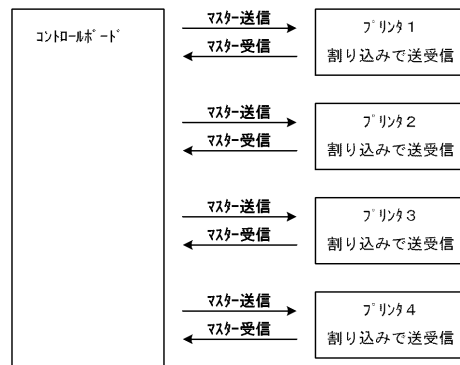 ｺﾝﾄﾛｰﾙﾎﾞｰﾄﾞ
ﾏｽﾀｰ送信
ﾏｽﾀｰ受信
ﾌﾟﾘﾝﾀ１
割り込みで送受信
ﾏｽﾀｰ送信
ﾏｽﾀｰ受信
ﾌﾟﾘﾝﾀ２
割り込みで送受信
ﾏｽﾀｰ送信
ﾏｽﾀｰ受信
ﾌﾟﾘﾝﾀ３
割り込みで送受信
ﾏｽﾀｰ送信
ﾏｽﾀｰ受信
ﾌﾟﾘﾝﾀ４
割り込みで送受信